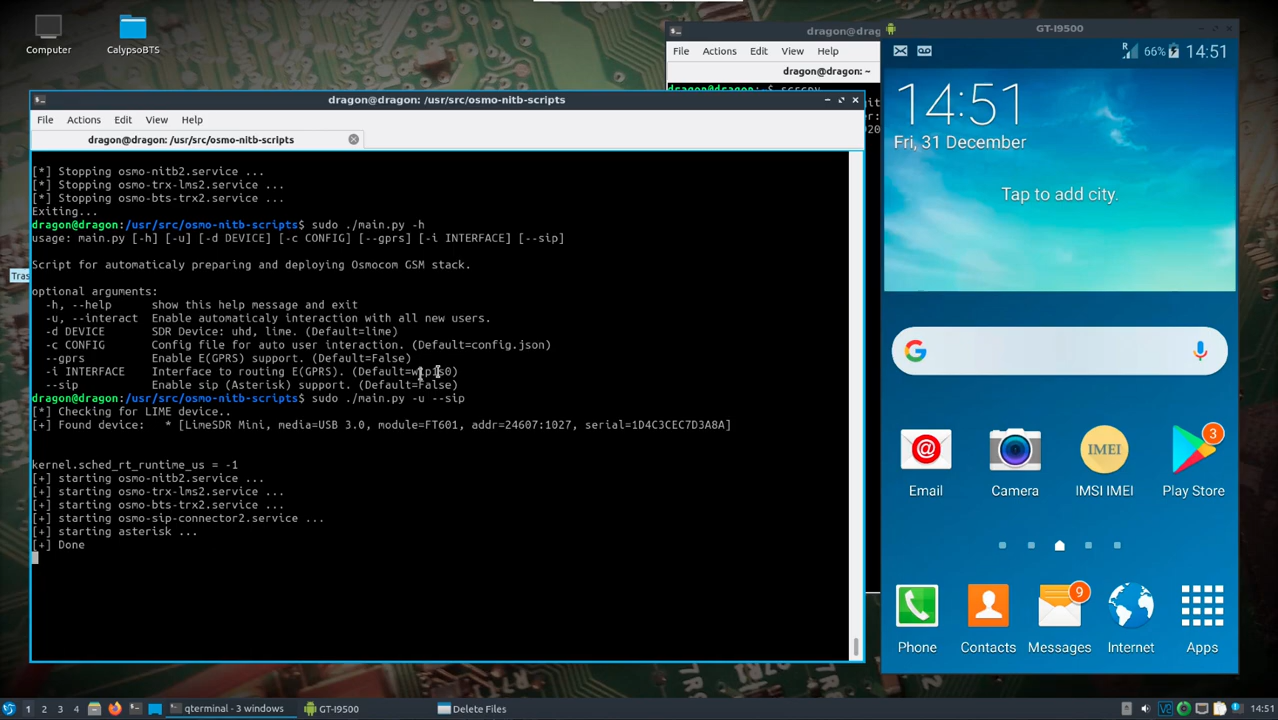 Computer
CalypsoBTS
dragon@dragon: /usr/src/osmo-nitb-scripts
File Actions Edit View Help
dragon@dragon: /usr/src/osmo-nitb-scripts
[*] Stopping osmo-nitb2.service ...
[*] Stopping osmo-trx-lms2.service ...
[*] Stopping osmo-bts-trx2.service ...
Exiting...
dragon@dragon:/usr/src/osmo-nitb-scripts$ sudo ./main.py -h
usage: main.py [-h] [-u] [-d DEVICE] [-c CONFIG] [--gprs] [-i INTERFACE] [--sip]
Script for automaticaly preparing and deploying Osmocom GSM stack.
optional arguments:
-h, --help show this help message and exit
-u, --interact Enable automaticaly interaction with all new users.
-d DEVICE SDR Device: uhd, lime. (Default=lime)
-c CONFIG Config file for auto user interaction. (Default=config.json)
--gprs Enable E(GPRS) support. (Default=False)
-i INTERFACE Interface to routing E(GPRS).
--sip Enable sip (Asterisk) support. (Default=False)
dragon@dragon:/usr/src/osmo-nitb-scripts$ sudo ./main.py -u --sip
[*] Checking for LIME device..
[+] Found device: * [LimeSDR Mini, media=USB 3.0, module=FT601, addr=24607:1027, serial=1D4C3CEC7D3A8A]
kernel.sched_rt_runtime_us = -1
[+] starting osmo-nitb2.service ...
[+] starting osmo-trx-lms2.service ...
[+] starting osmo-bts-trx2.service ...
[+] starting osmo-sip-connector2.service ...
[+] starting asterisk ...
[+] Done
File Actions Edit View Help
dragon@dragon: ~
GT-I9500
R 66% 14:51
14:51
Fri, 31 December
Tap to add city.
G
@
IMEI
3
Email
Camera
IMSI IMEI
Play Store
9
Phone
Contacts
Messages
Internet
Apps
1 2 3 4
qterminal - 3 windows
GT-I9500
Delete Files
14:51